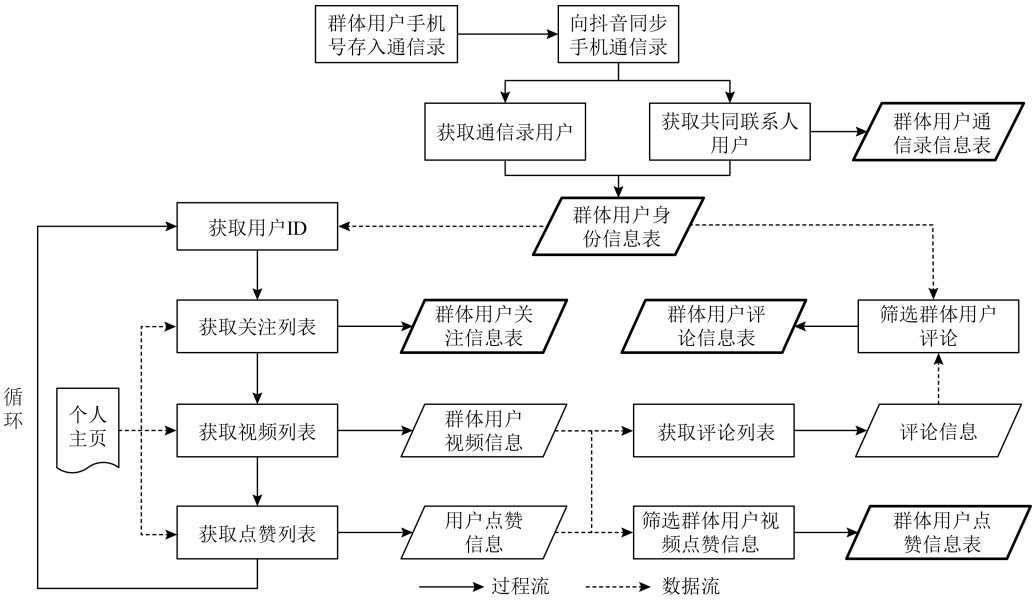 群体用户手机
号存入通信录
向抖音同步
手机通信录
获取通信录用户
获取共同联系人
用户
群体用户通
信录信息表
获取用户ID
群体用户身
份信息表
获取关注列表
群体用户关
注信息表
群体用户评
论信息表
筛选群体用户
评论
循
环
个人
主页
获取视频列表
群体用户
视频信息
获取评论列表
评论信息
获取点赞列表
用户点赞
信息
筛选群体用户视
频点赞信息
群体用户点
赞信息表
过程流
数据流